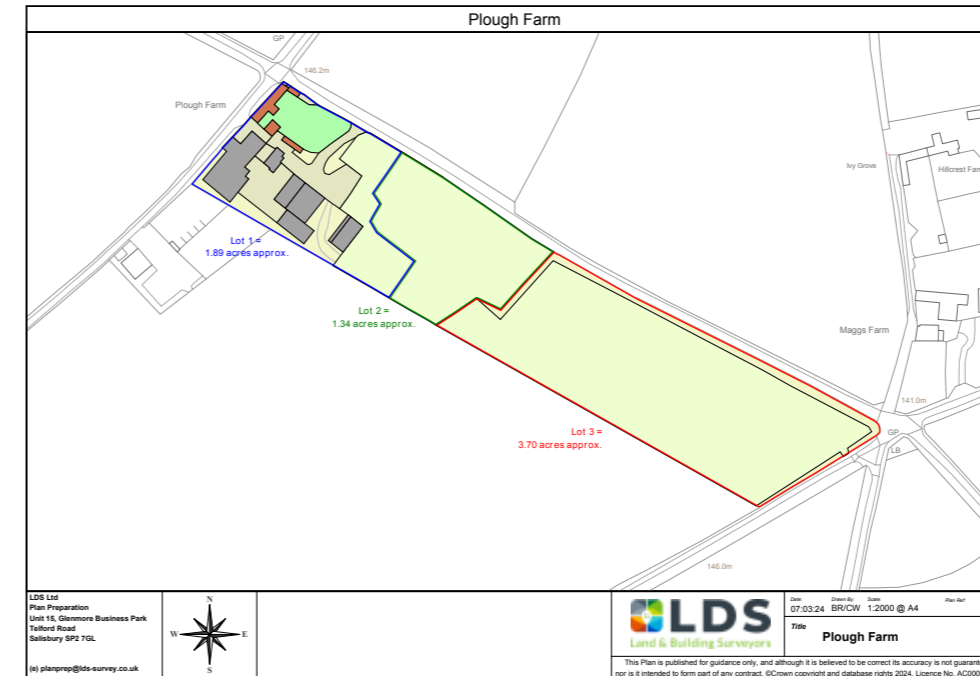 Plough Farm
GP
146.2m
Plough Farm
Ivy Grove
Hillcrest Far
Lot 1 =
1.89 acres approx.
Lot 2 =
1.34 acres approx.
Maggs Farm
141.0m
Lot 3 =
3.70 acres approx.
GP
LB
146.0m
LDS Ltd
Plan Preparation
Unit 15, Glenmore Business Park
Telford Road
Salisbury SP2 7GL
(e) planprep@lds-survey.co.uk
N
W E
S
LDS
Land & Building Surveyors
Date: Drawn By: Scale: Plan Ref:
07:03:24 BR/CW 1:2000 @ A4
Title
Plough Farm
This Plan is published for guidance only, and although it is believed to be correct its accuracy is not guarant
nor is it intended to form part of any contract. ©Crown copyright and database rights 2024. Licence No. AC000